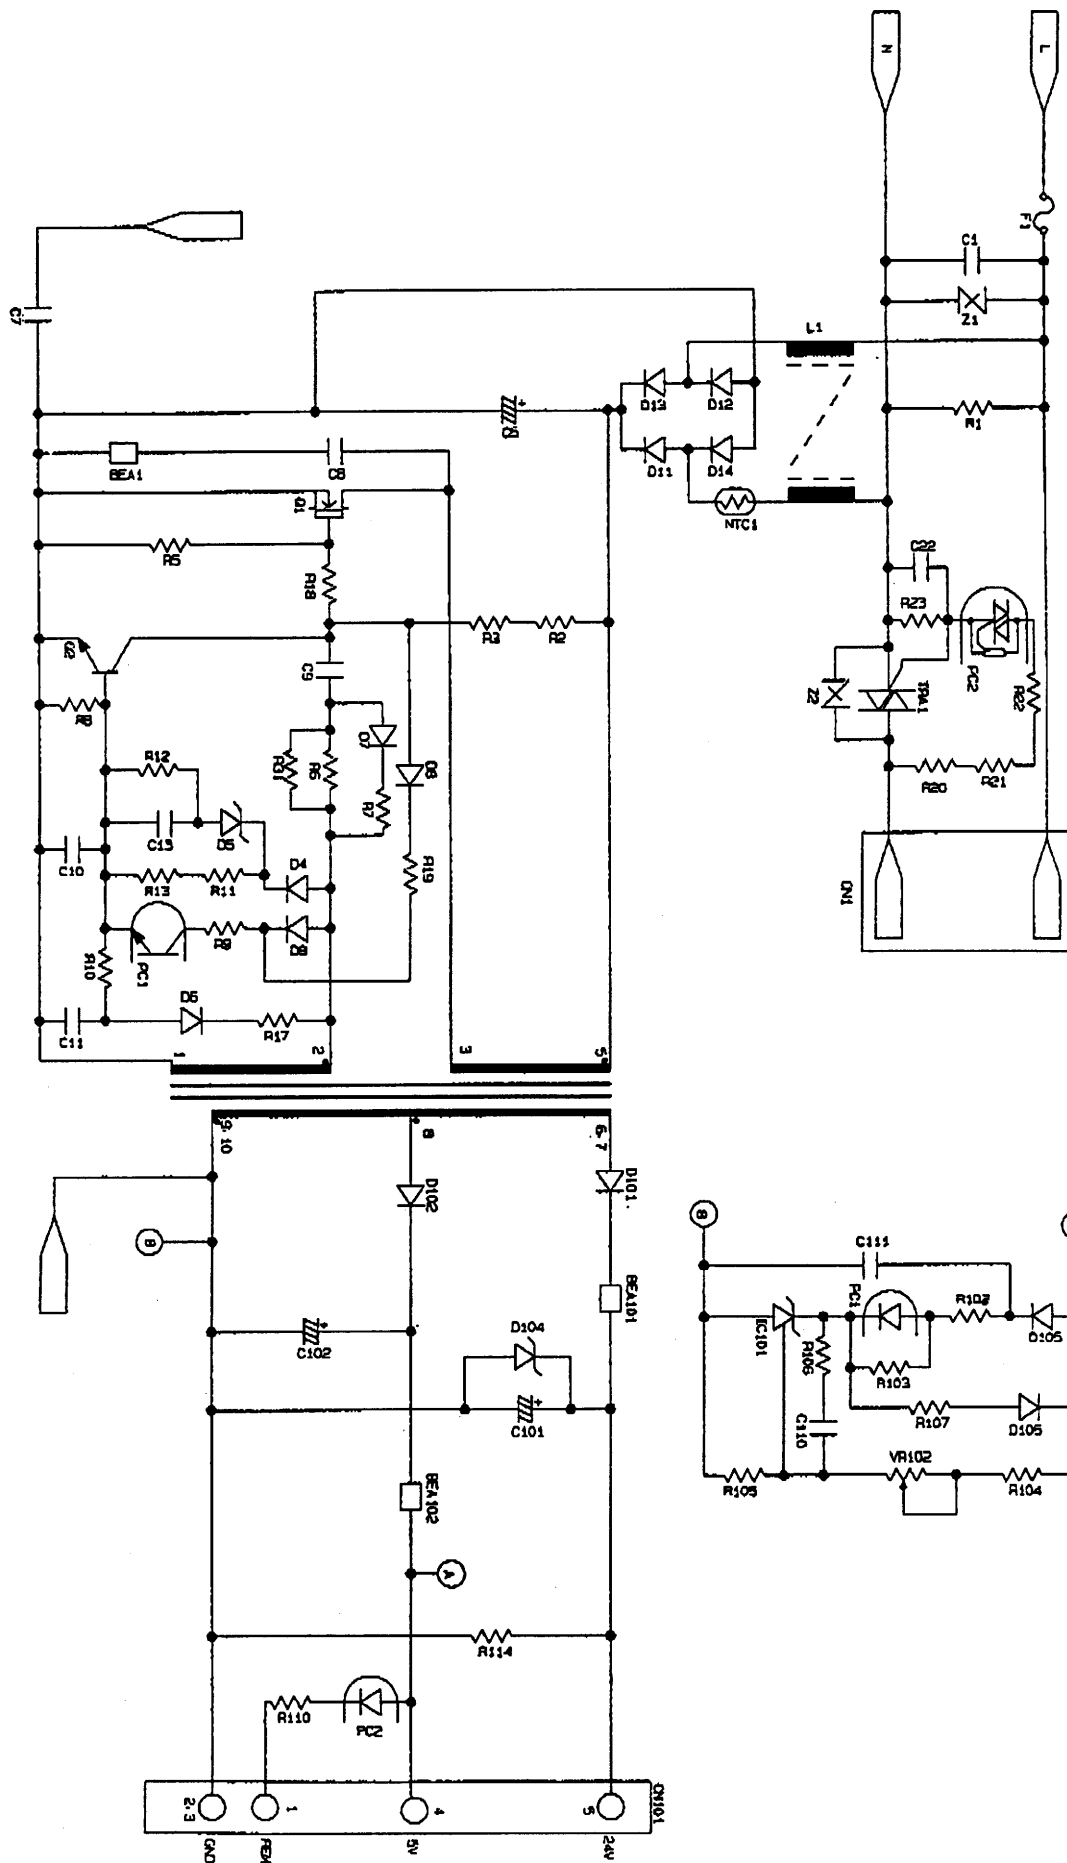 N
L
F1
C1
Z1
C7
L1
D13
D12
R1
D11
D14
BEA1
C8
Q1
NTC1
R5
C22
R18
R23
R3
R2
Q2
C9
PC2
Z2
TRA1
R22
D7
R12
R31
R6
D8
R20
R21
R7
C13
D5
C10
R19
D4
R13
R11
CN1
R10
PC1
D6
C11
R17
1
2
3
5
9,10
8
6-7
D102
D101
B
B
C111
BEA101
PC1
R102
D105
D104
IC101
R106
R103
C102
C101
R107
D106
C110
VR102
BEA102
R105
R104
A
R114
R110
PC2
CN101
2,3
1
4
5
GND
REM
5V
24V